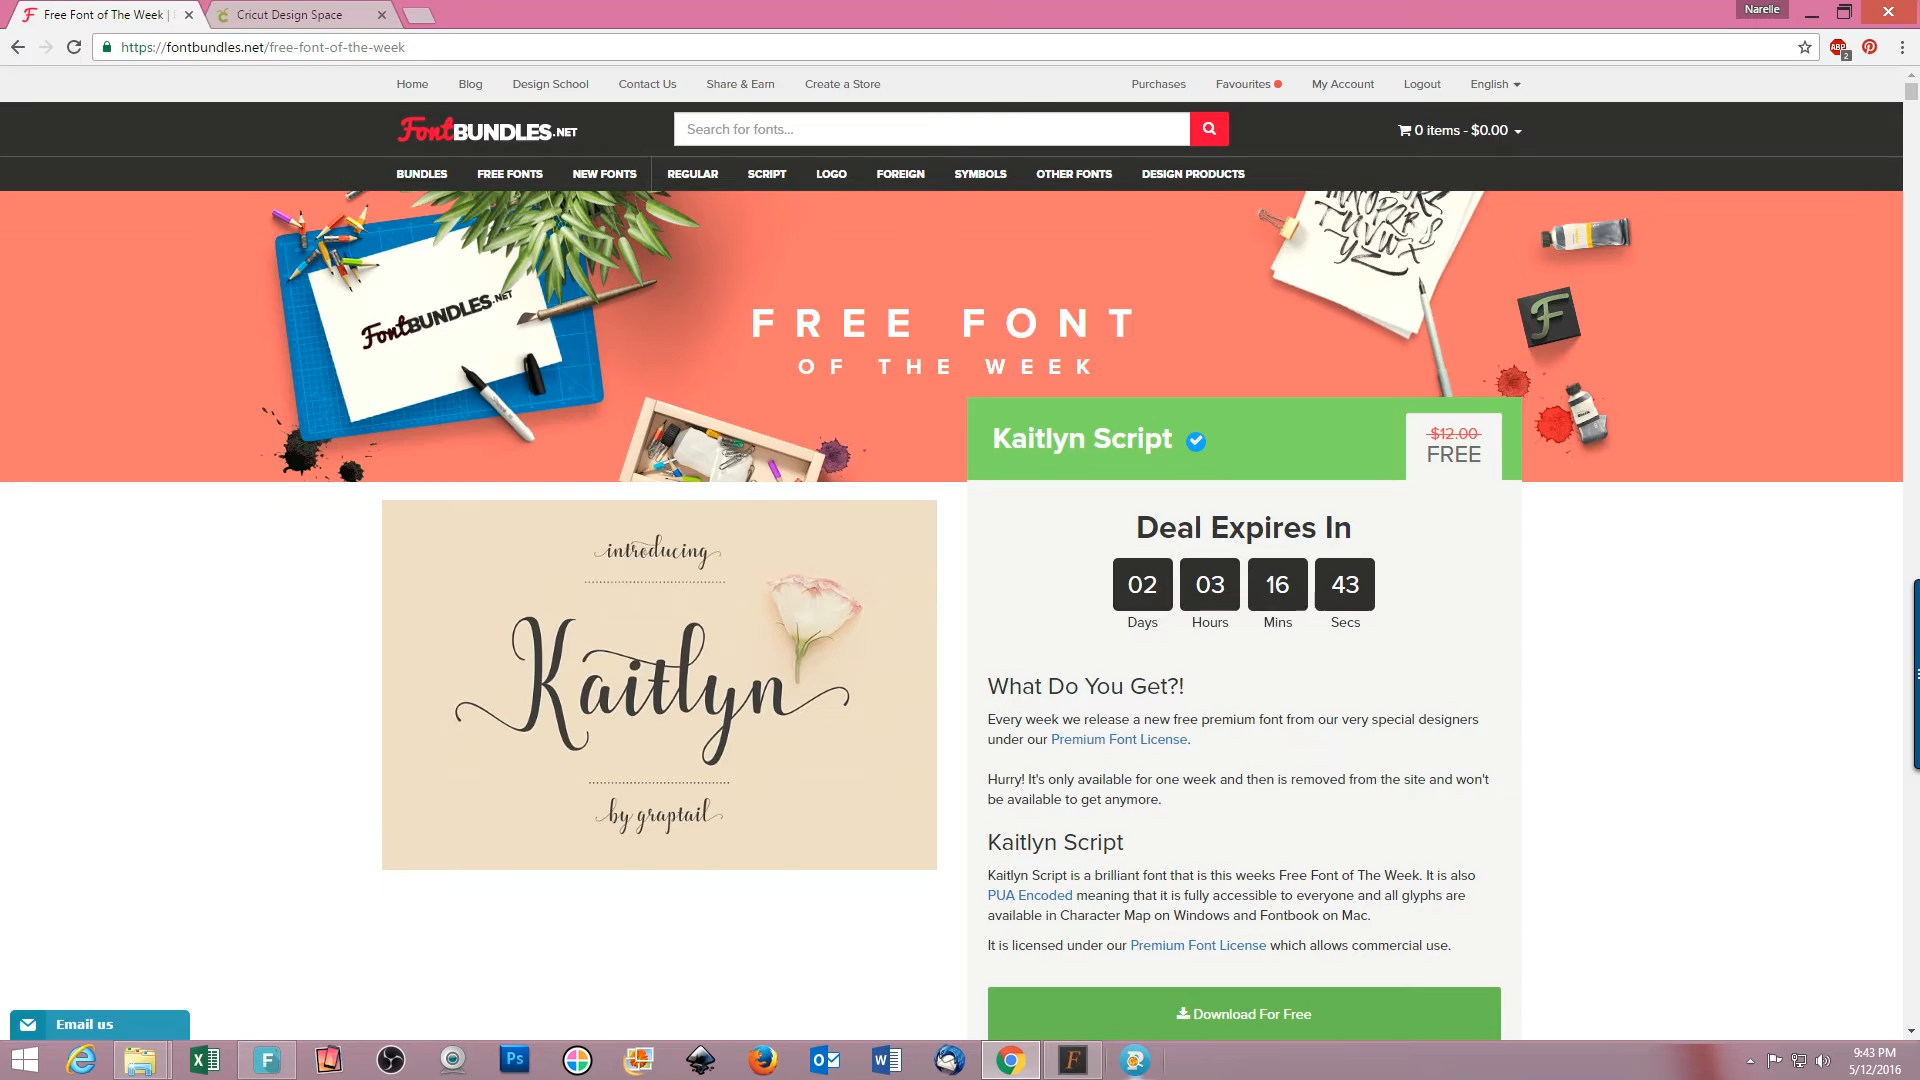 Free Font of The Week |
Cricut Design Space
Narelle
https://fontbundles.net/free-font-of-the-week
ABP
2
Home
Blog
Design School
Contact Us
Share & Earn
Create a Store
Purchases
Favourites
My Account
Logout
English
FontBUNDLES.NET
Search for fonts...
0 items - $0.00
BUNDLES
FREE FONTS
NEW FONTS
REGULAR
SCRIPT
LOGO
FOREIGN
SYMBOLS
OTHER FONTS
DESIGN PRODUCTS
FontBUNDLES.NET
FREE FONT
OF THE WEEK
Kaitlyn Script
$12.00
FREE
introducing
Kaitlyn
by graptail
Deal Expires In
02 03 16 43
Days Hours Mins Secs
What Do You Get?!
Every week we release a new free premium font from our very special designers
under our Premium Font License.
Hurry! It's only available for one week and then is removed from the site and won't
be available to get anymore.
Kaitlyn Script
Kaitlyn Script is a brilliant font that is this weeks Free Font of The Week. It is also
PUA Encoded meaning that it is fully accessible to everyone and all glyphs are
available in Character Map on Windows and Fontbook on Mac.
It is licensed under our Premium Font License which allows commercial use.
Download For Free
Email us
9:43 PM
5/12/2016